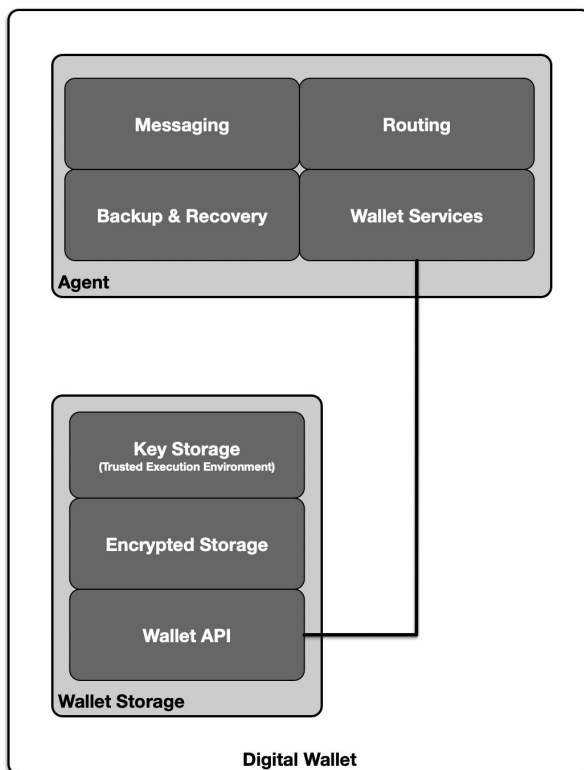 Messaging
Routing
Backup & Recovery
Wallet Services
Agent
Key Storage
(Trusted Execution Environment)
Encrypted Storage
Wallet API
Wallet Storage
Digital Wallet